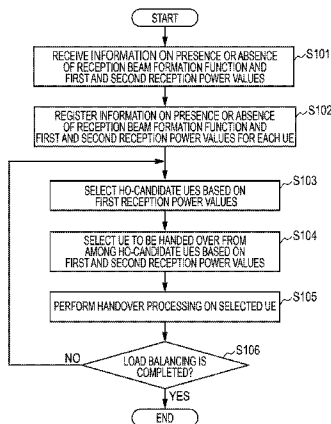 START
RECEIVE INFORMATION ON PRESENCE OR ABSENCE
OF RECEPTION BEAM FORMATION FUNCTION AND
FIRST AND SECOND RECEPTION POWER VALUES
S101
REGISTER INFORMATION ON PRESENCE OR ABSENCE
OF RECEPTION BEAM FORMATION FUNCTION AND
FIRST AND SECOND RECEPTION POWER VALUES FOR EACH UE
S102
SELECT HO-CANDIDATE UES BASED ON
FIRST RECEPTION POWER VALUES
S103
SELECT UE TO BE HANDED OVER FROM
AMONG HO-CANDIDATE UES BASED ON
FIRST AND SECOND RECEPTION POWER VALUES
S104
PERFORM HANDOVER PROCESSING ON SELECTED UE
S105
LOAD BALANCING IS
COMPLETED?
S106
NO
YES
END